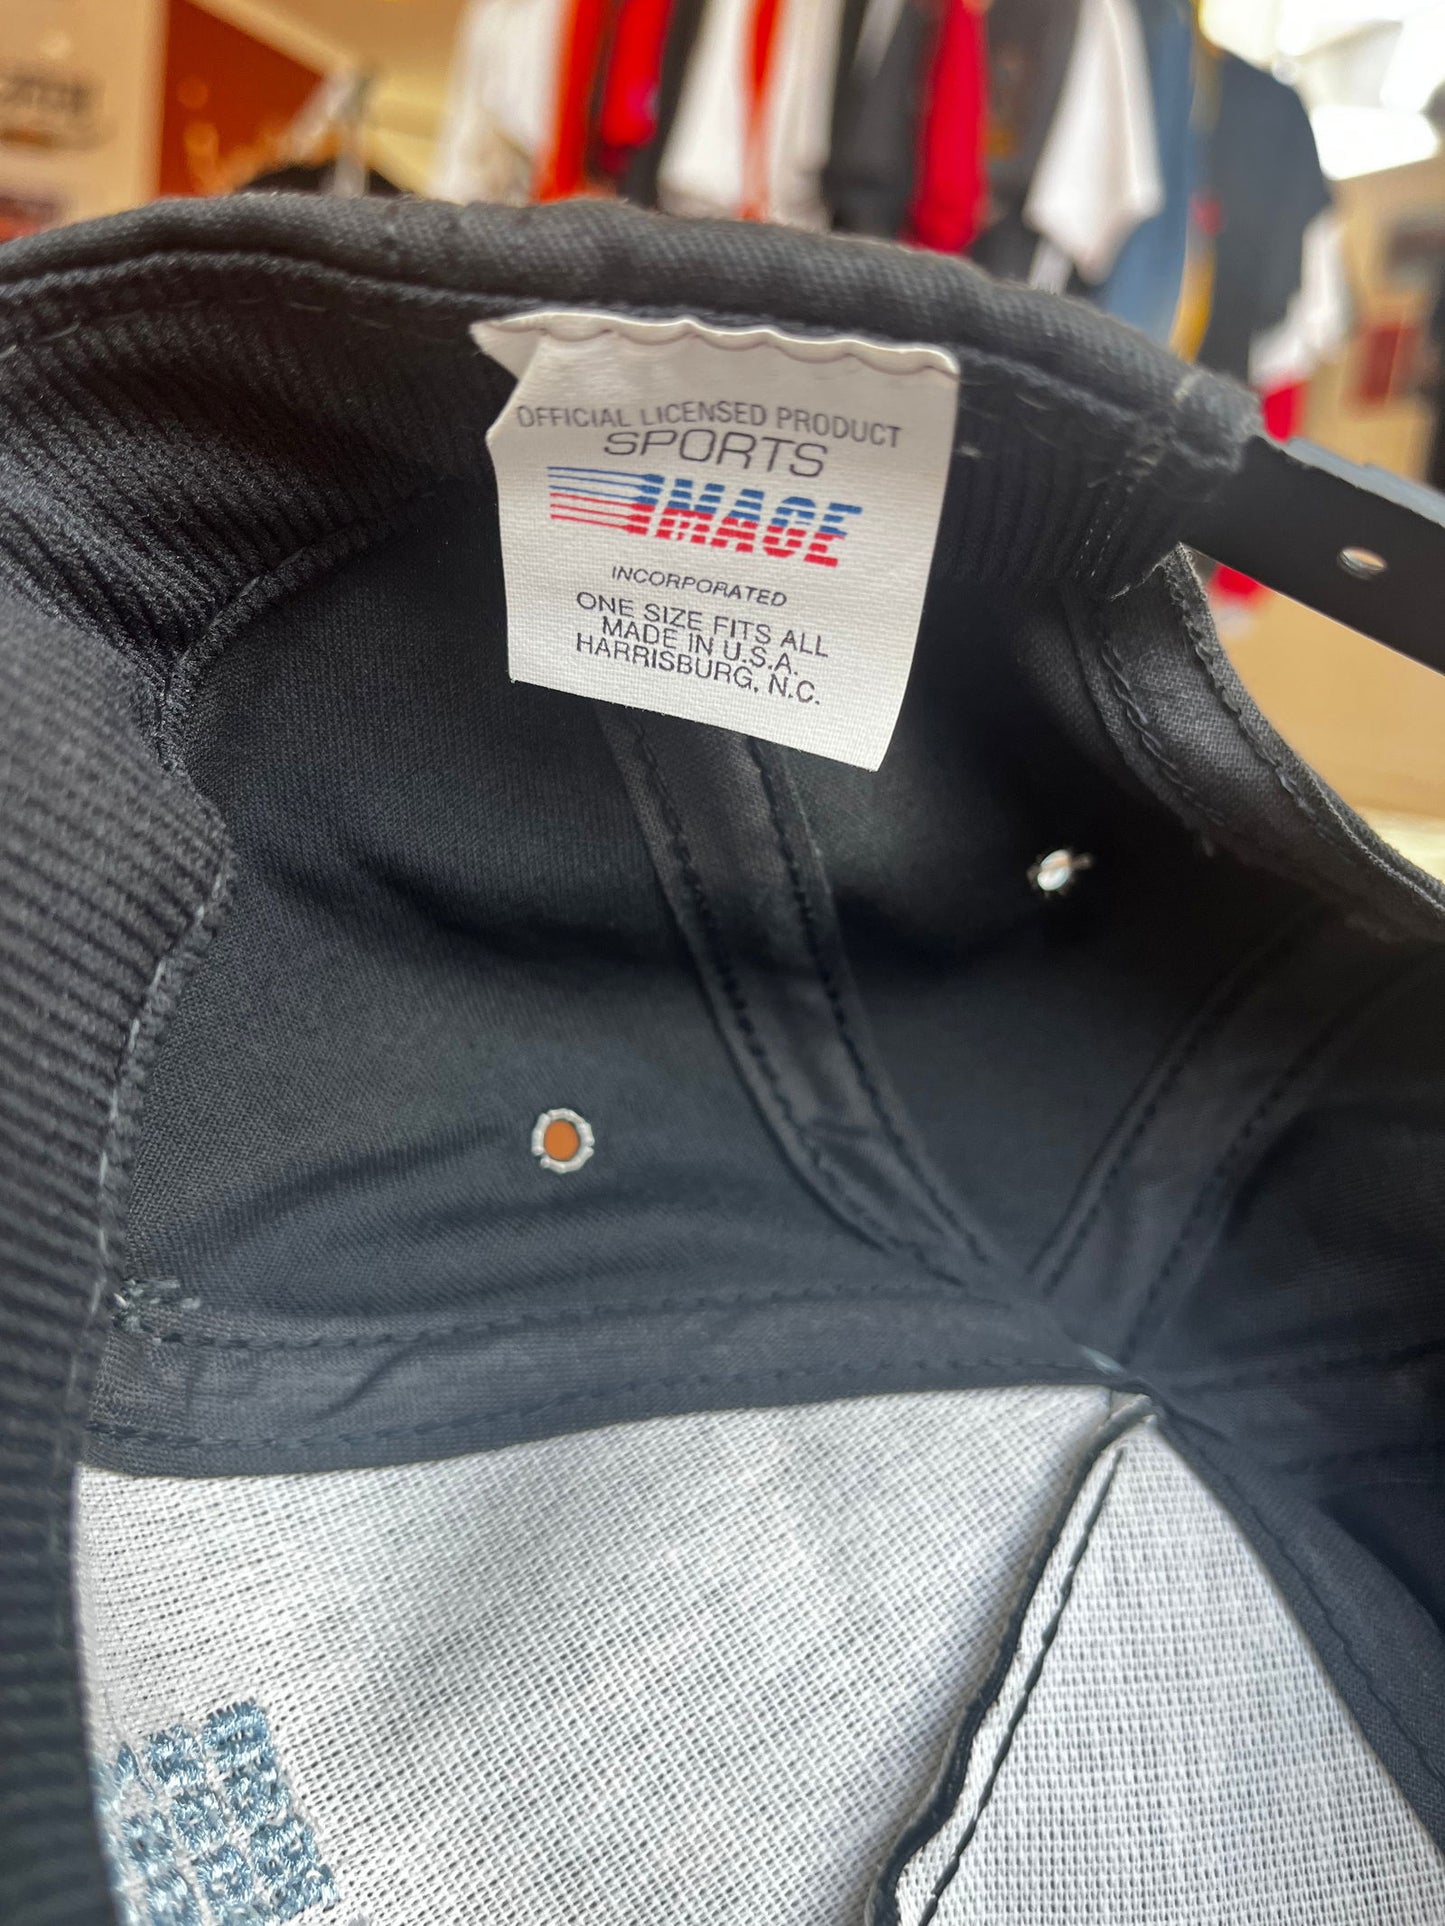 OFFICIAL LICENSED PRODUCT
SPORTS
IMAGE
INCORPORATED
ONE SIZE FITS ALL
MADE IN U.S.A.
HARRISBURG, N.C.